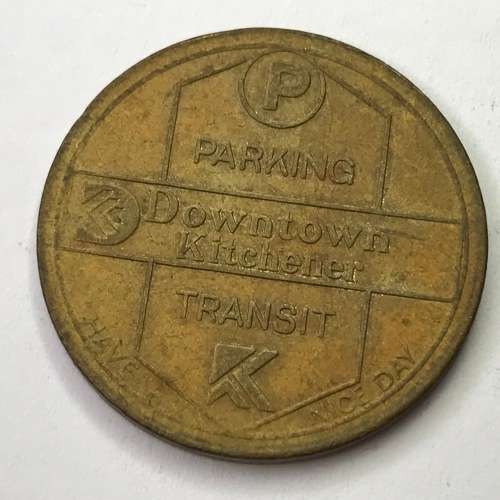 P
PARKING
Downtown
Kitchener
TRANSIT
HAVE A NICE DAY